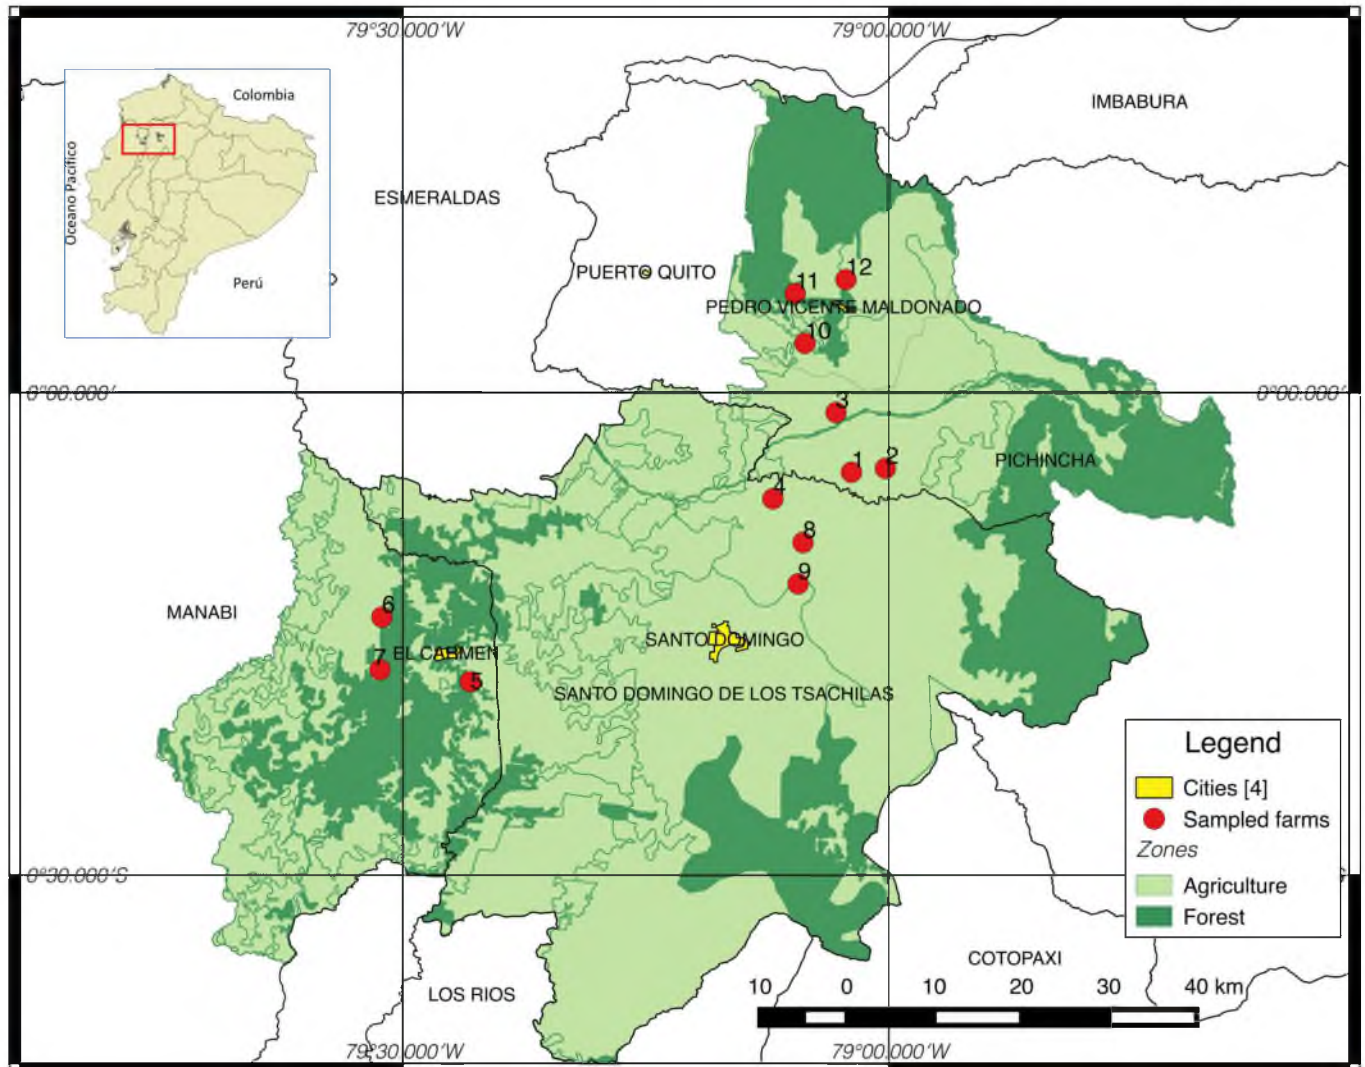 79°30.000'W
79°00.000'W
Colombia
IMBABURA
Oceano Pacífico
ESMERALDAS
PUERTO QUITO
Perú
12
11
PEDRO VICENTE MALDONADO
10
0°00.000'
0°00.000'
3
PICHINCHA
1
2
4
8
9
6
MANABI
SANTO DOMINGO
EL CARMEN
7
5
SANTO DOMINGO DE LOS TSACHILAS
Legend
Cities [4]
Sampled farms
Zones
Agriculture
Forest
0°30.000'S
COTOPAXI
LOS RIOS
10 0 10 20 30 40 km
79°30.000'W
79°00.000'W